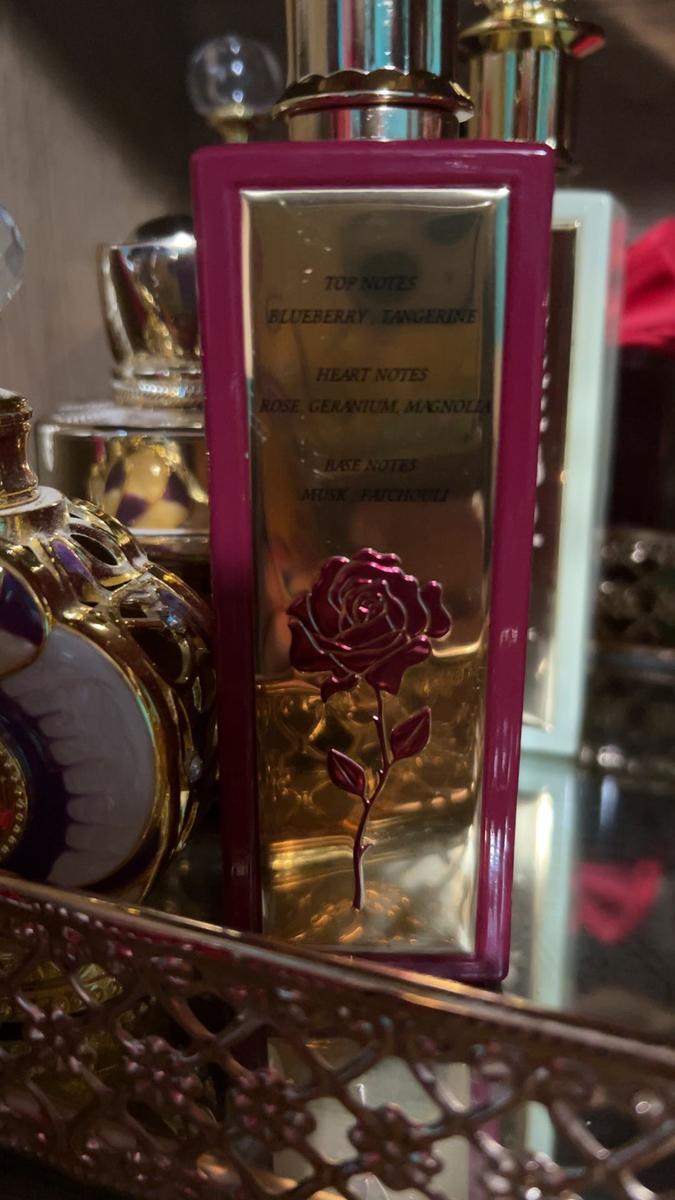 TOP NOTES
BLUEBERRY , TANGERINE
HEART NOTES
ROSE, GERANIUM, MAGNOLIA
BASE NOTES
MUSK , PATCHOULI